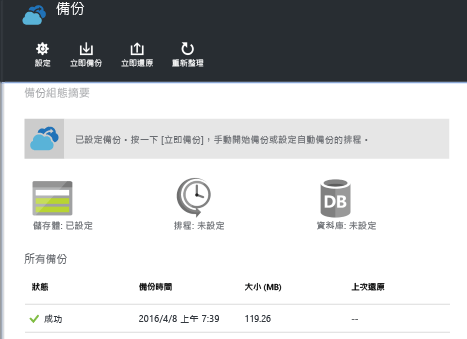 備份
設定 立即備份 立即還原 重新整理
備份組態摘要
已設定備份。按一下 [立即備份]，手動開始備份或設定自動備份的排程。
DB
儲存體: 已設定 排程: 未設定 資料庫: 未設定
所有備份
狀態 備份時間 大小 (MB) 上次還原
成功 2016/4/8 上午 7:39 119.26 --